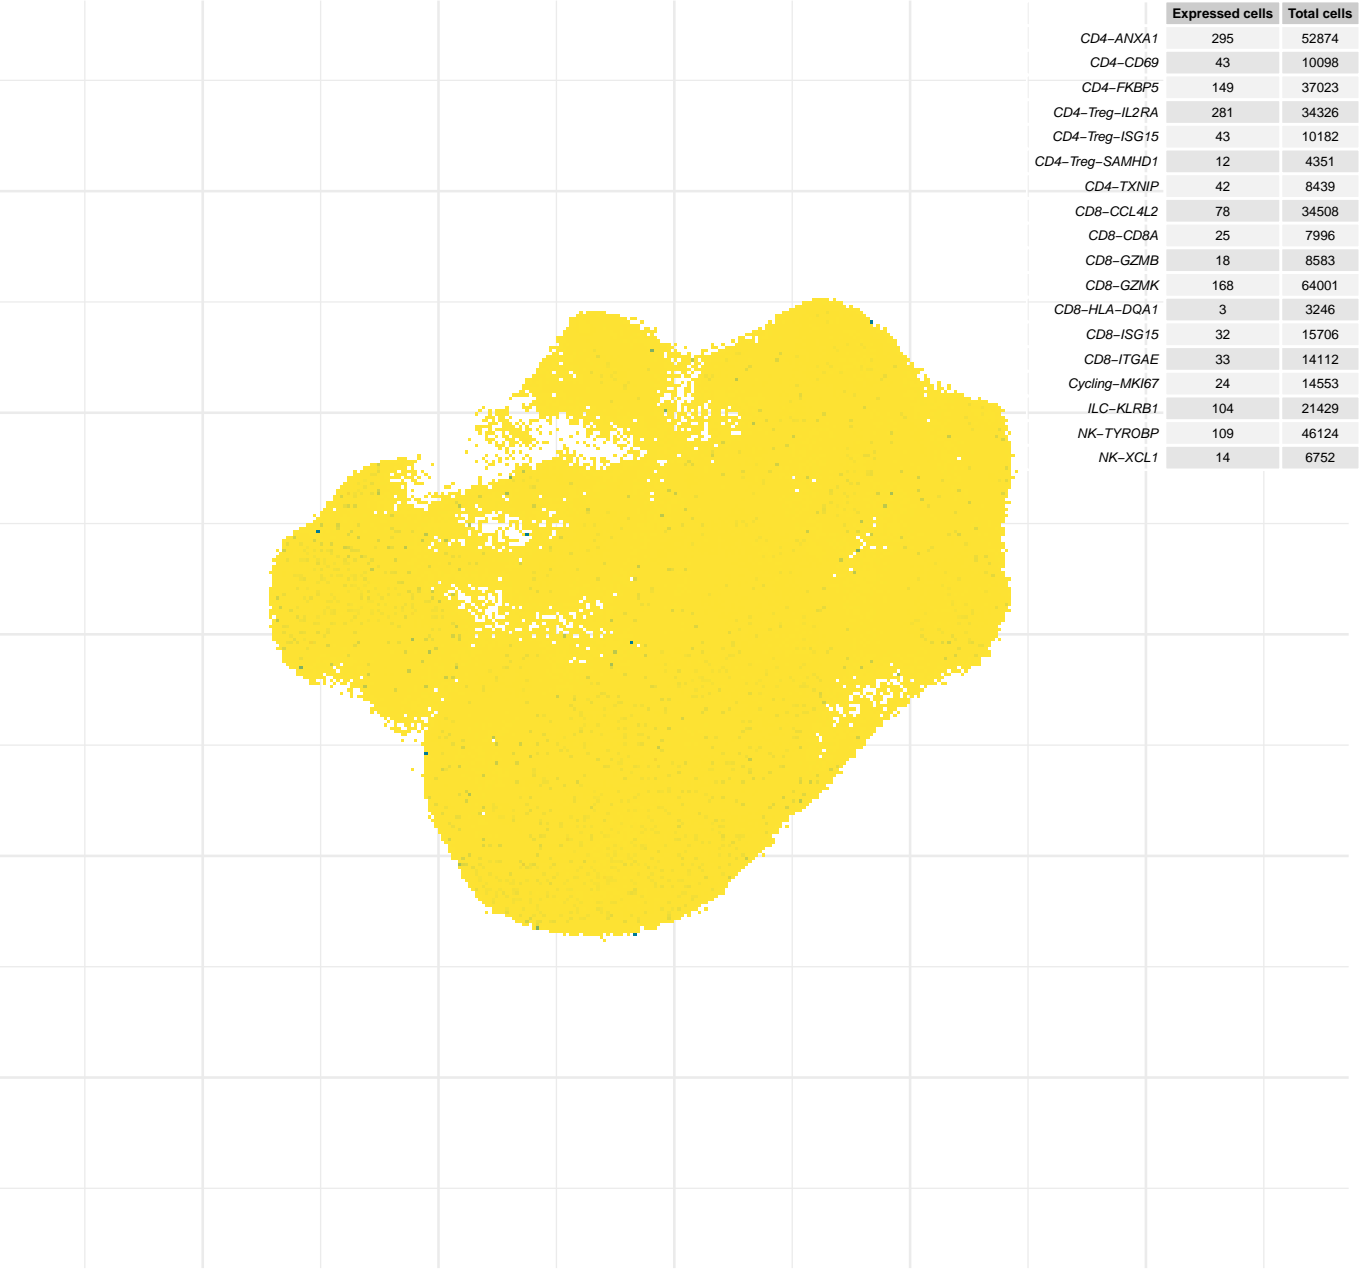 Expressed cells Total cells
CD4−ANXA1 295 52874
CD4−CD69 43 10098
CD4−FKBP5 149 37023
CD4−Treg−IL2RA 281 34326
CD4−Treg−ISG15 43 10182
CD4−Treg−SAMHD1 12 4351
CD4−TXNIP 42 8439
CD8−CCL4L2 78 34508
CD8−CD8A 25 7996
CD8−GZMB 18 8583
CD8−GZMK 168 64001
CD8−HLA−DQA1 3 3246
CD8−ISG15 32 15706
CD8−ITGAE 33 14112
Cycling−MKI67 24 14553
ILC−KLRB1 104 21429
NK−TYROBP 109 46124
NK−XCL1 14 6752